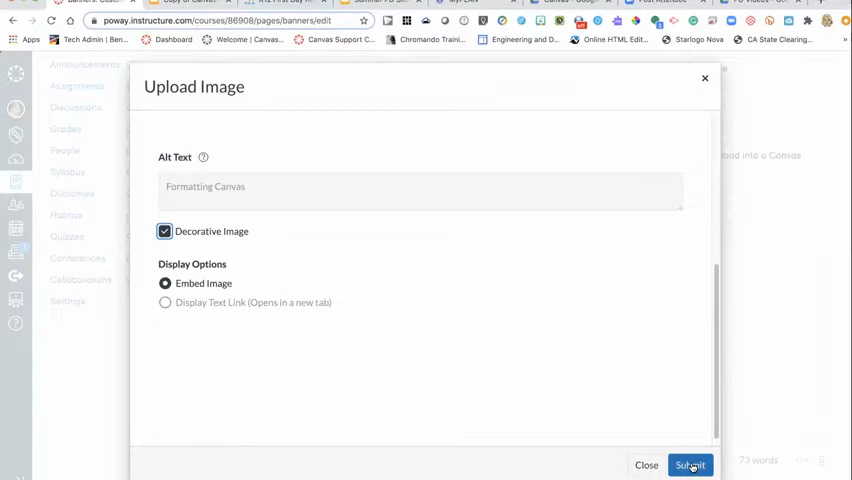 poway.instructure.com/courses/86908/pages/banners/edit
Apps
Tech Admin | Ben...
Dashboard
Welcome | Canvas...
Canvas Support C...
Chromando Traini...
Engineering and D...
Online HTML Edit...
Starlogo Nova
CA State Clearing...
»
Announcements
Assignments
Discussions
Grades
People
Syllabus
Outcomes
Rubrics
Quizzes
Conferences
Collaborations
Settings
Upload Image
×
Alt Text ?
Formatting Canvas
Decorative Image
Display Options
Embed Image
Display Text Link (Opens in a new tab)
Close
Submit
load into a Canvas
73 words